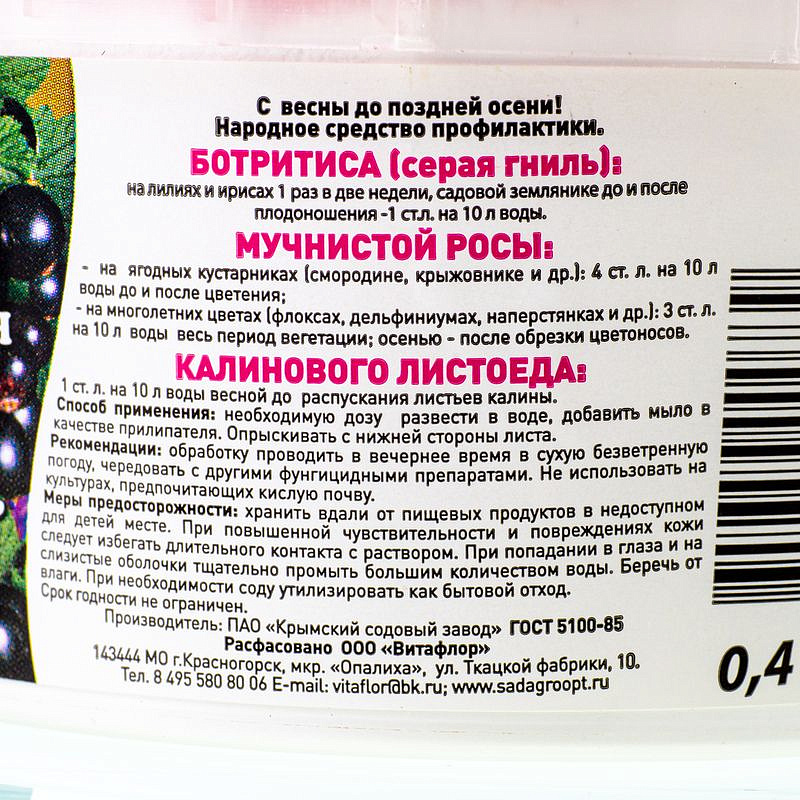 С весны до поздней осени!
Народное средство профилактики.
БОТРИТИСА (серая гниль):
на лилиях и ирисах 1 раз в две недели, садовой землянике до и после
плодоношения -1 ст.л. на 10 л воды.
МУЧНИСТОЙ РОСЫ:
- на ягодных кустарниках (смородине, крыжовнике и др.): 4 ст. л. на 10 л
воды до и после цветения;
- на многолетних цветах (флоксах, дельфиниумах, наперстянках и др.): 3 ст. л.
на 10 л воды весь период вегетации; осенью - после обрезки цветоносов.
КАЛИНОВОГО ЛИСТОЕДА:
1 ст. л. на 10 л воды весной до распускания листьев калины.
Способ применения: необходимую дозу развести в воде, добавить мыло в
качестве прилипателя. Опрыскивать с нижней стороны листа.
Рекомендации: обработку проводить в вечернее время в сухую безветренную
погоду, чередовать с другими фунгицидными препаратами. Не использовать на
культурах, предпочитающих кислую почву.
Меры предосторожности: хранить вдали от пищевых продуктов в недоступном
для детей месте. При повышенной чувствительности и повреждениях кожи
следует избегать длительного контакта с раствором. При попадании в глаза и на
слизистые оболочки тщательно промыть большим количеством воды. Беречь от
влаги. При необходимости соду утилизировать как бытовой отход.
Срок годности не ограничен.
Производитель: ПАО «Крымский содовый завод» ГОСТ 5100-85
Расфасовано ООО «Витафлор»
143444 МО г.Красногорск, мкр. «Опалиха», ул. Ткацкой фабрики, 10.
Тел. 8 495 580 80 06 E-mail: vitaflor@bk.ru; www.sadagroopt.ru
0,4